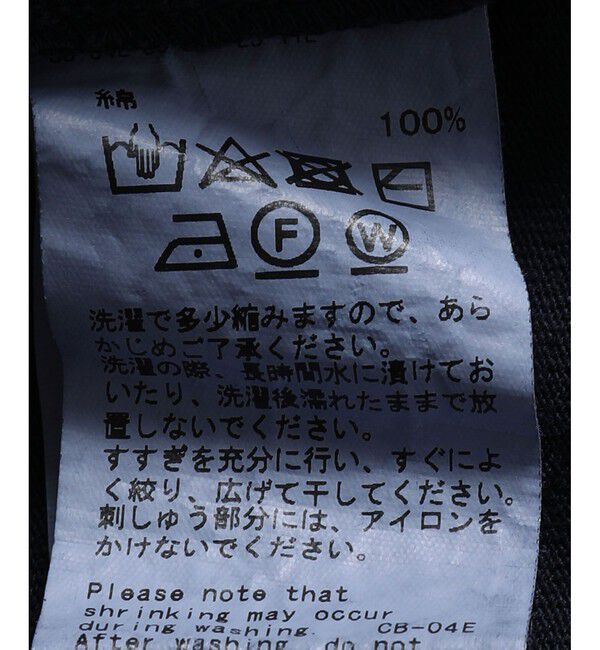 綿
100%
F W
洗濯で多少縮みますので、あら
かじめご了承ください。
洗濯の際、長時間水に漬けてお
いたり、洗濯後濡れたままで放
置しないでください。
すすぎを充分に行い、すぐによ
く絞り、広げて干してください。
刺しゅう部分には、アイロンを
かけないでください。
Please note that
shrinking may occur
during washing. CB-04E
After washing, do not